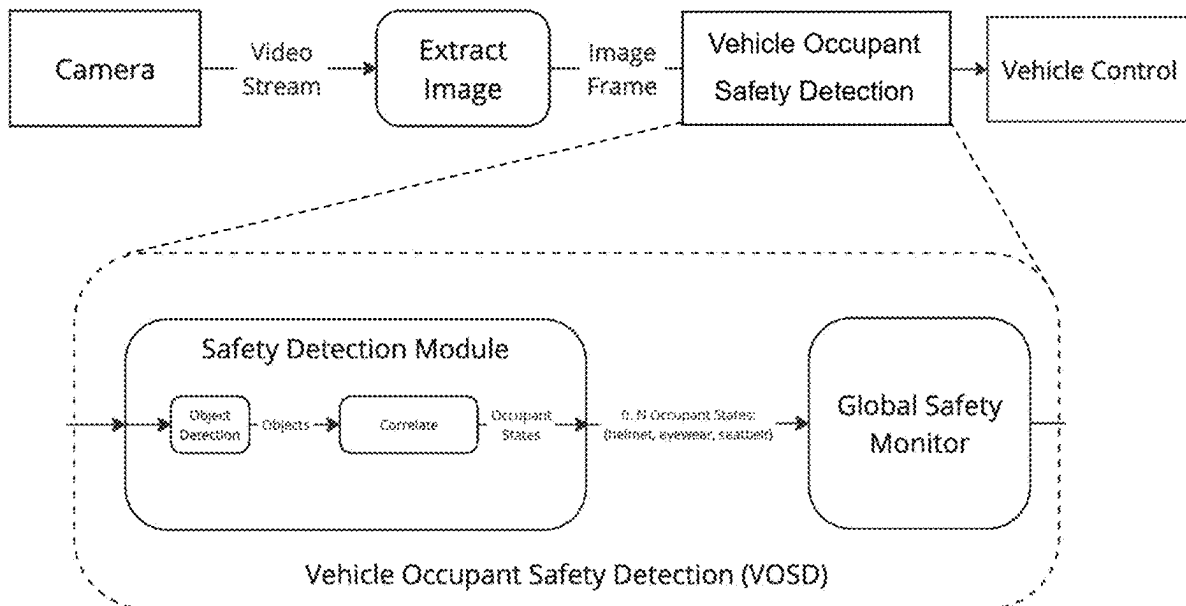 Camera
Video
Stream
Extract
Image
Image
Frame
Vehicle Occupant
Safety Detection
Vehicle Control
Safety Detection Module
Object
Detection
Objects
Correlate
Occupant
States
0..N Occupant States:
{helmet, eyewear, seatbelt}
Global Safety
Monitor
Vehicle Occupant Safety Detection (VOSD)